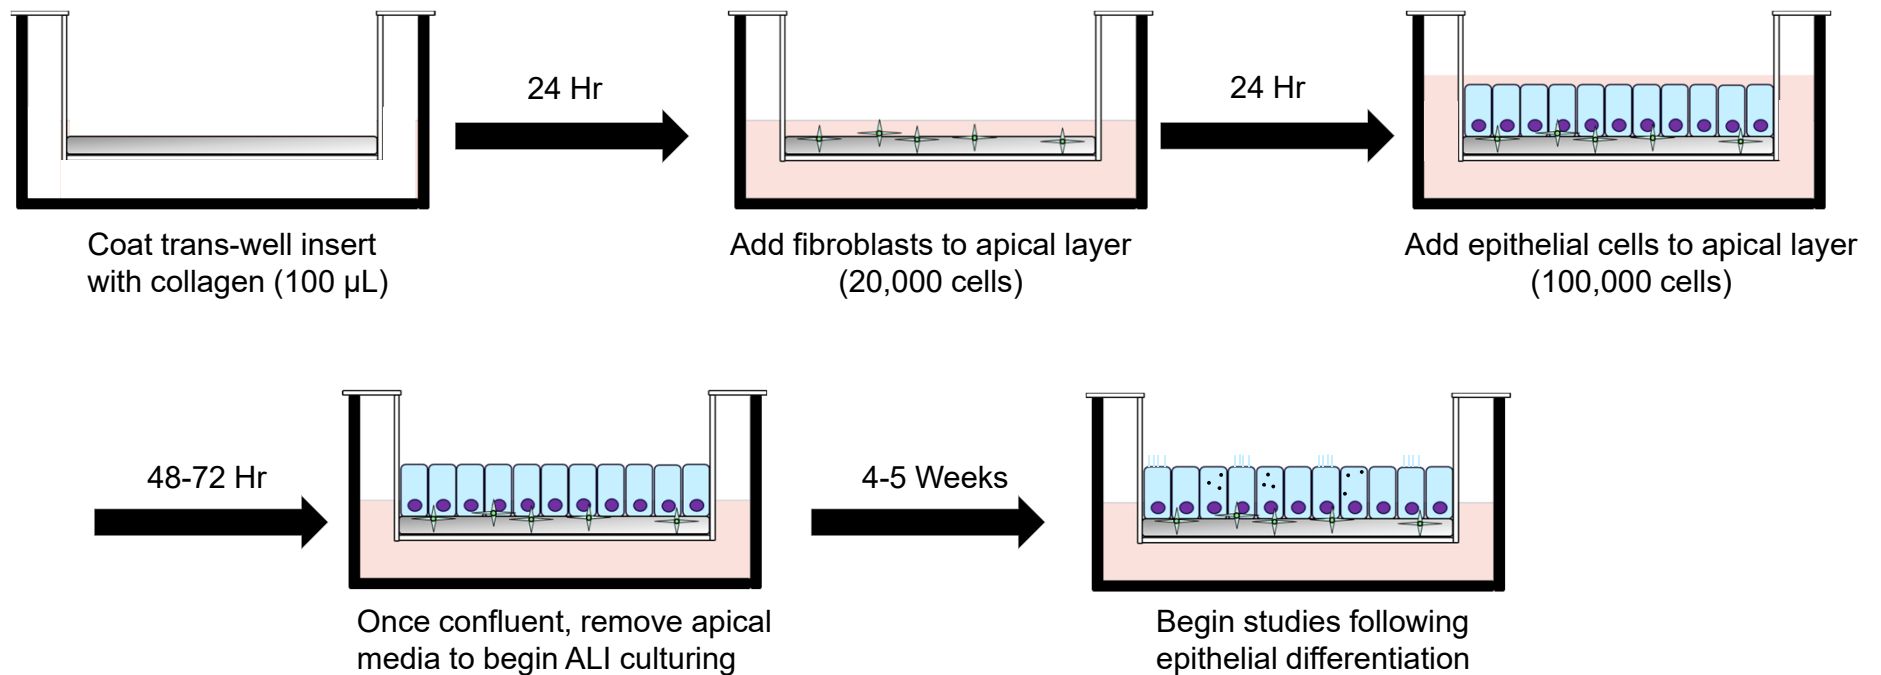 24 Hr
24 Hr
Coat trans-well insert
with collagen (100 µL)
Add fibroblasts to apical layer
(20,000 cells)
Add epithelial cells to apical layer
(100,000 cells)
48-72 Hr
4-5 Weeks
Once confluent, remove apical
media to begin ALI culturing
Begin studies following
epithelial differentiation